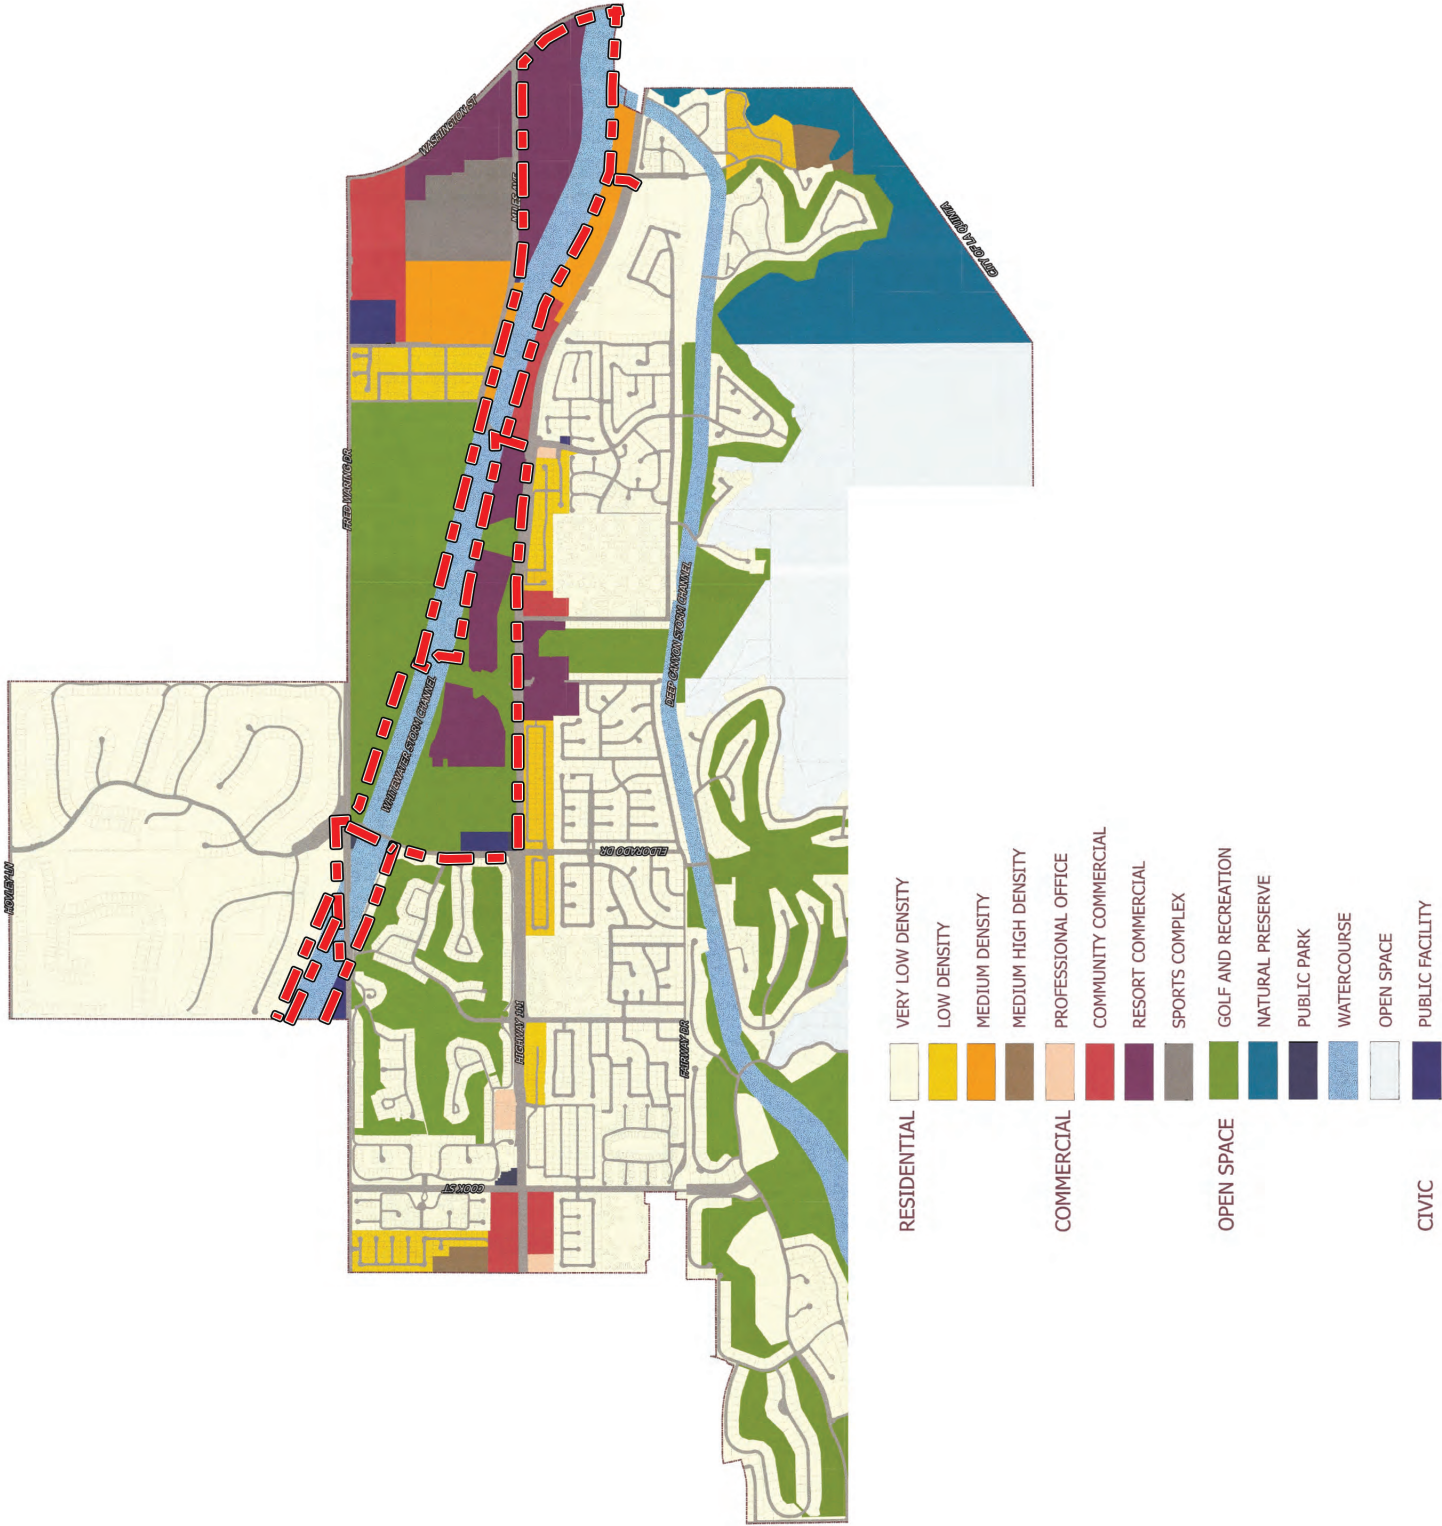 HOVLEY LN
WASHINGTON ST
MILES AVE
FRED WARING DR
CITY OF LA QUINTA
WHITEWATER STORM CHANNEL
DEEP CANYON STORM CHANNEL
ELDORADO DR
HIGHWAY 111
FAIRWAY DR
COOK ST
RESIDENTIAL
VERY LOW DENSITY
LOW DENSITY
MEDIUM DENSITY
MEDIUM HIGH DENSITY
COMMERCIAL
PROFESSIONAL OFFICE
COMMUNITY COMMERCIAL
RESORT COMMERCIAL
SPORTS COMPLEX
OPEN SPACE
GOLF AND RECREATION
NATURAL PRESERVE
PUBLIC PARK
WATERCOURSE
OPEN SPACE
CIVIC
PUBLIC FACILITY